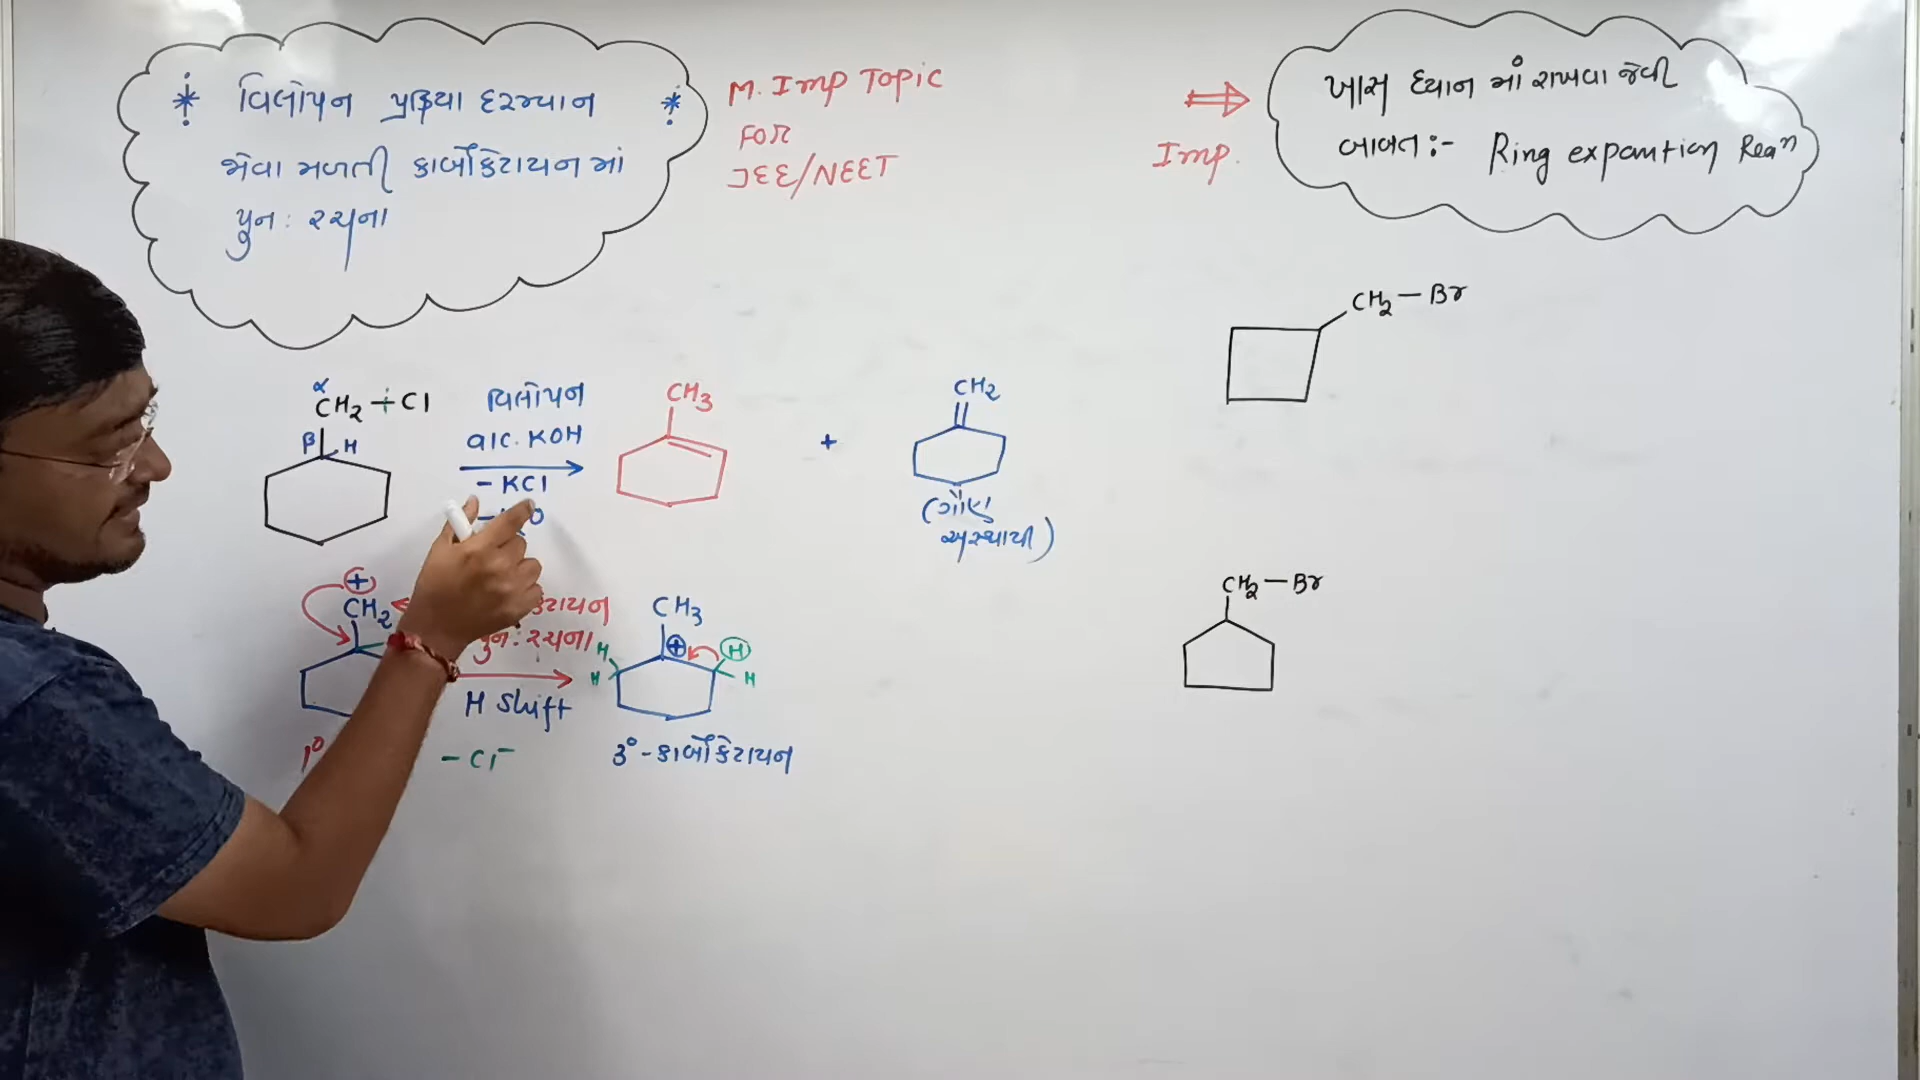 * વિલોપન પ્રક્રિયા દરમ્યાન *
જોવા મળતી કાર્બોકેટાયન માં
પુન: રચના
M. Imp Topic
FOR
JEE/NEET
Imp.
ખાસ ધ્યાન માં રાખવા જેવી
બાબત :- Ring expantion Reaⁿ
CH₂ — Br
α
CH₂ — Cl
β H
વિલોપન
alc. KOH
- KCl
CH₃
+
CH₂
(ગૌણ
અસ્થાયી)
CH₂ — Br
+
CH₂
પુન: રચના
H Shift
1°
- Cl⁻
CH₃
+ H
H
H
H
3° - કાર્બોકેટાયન